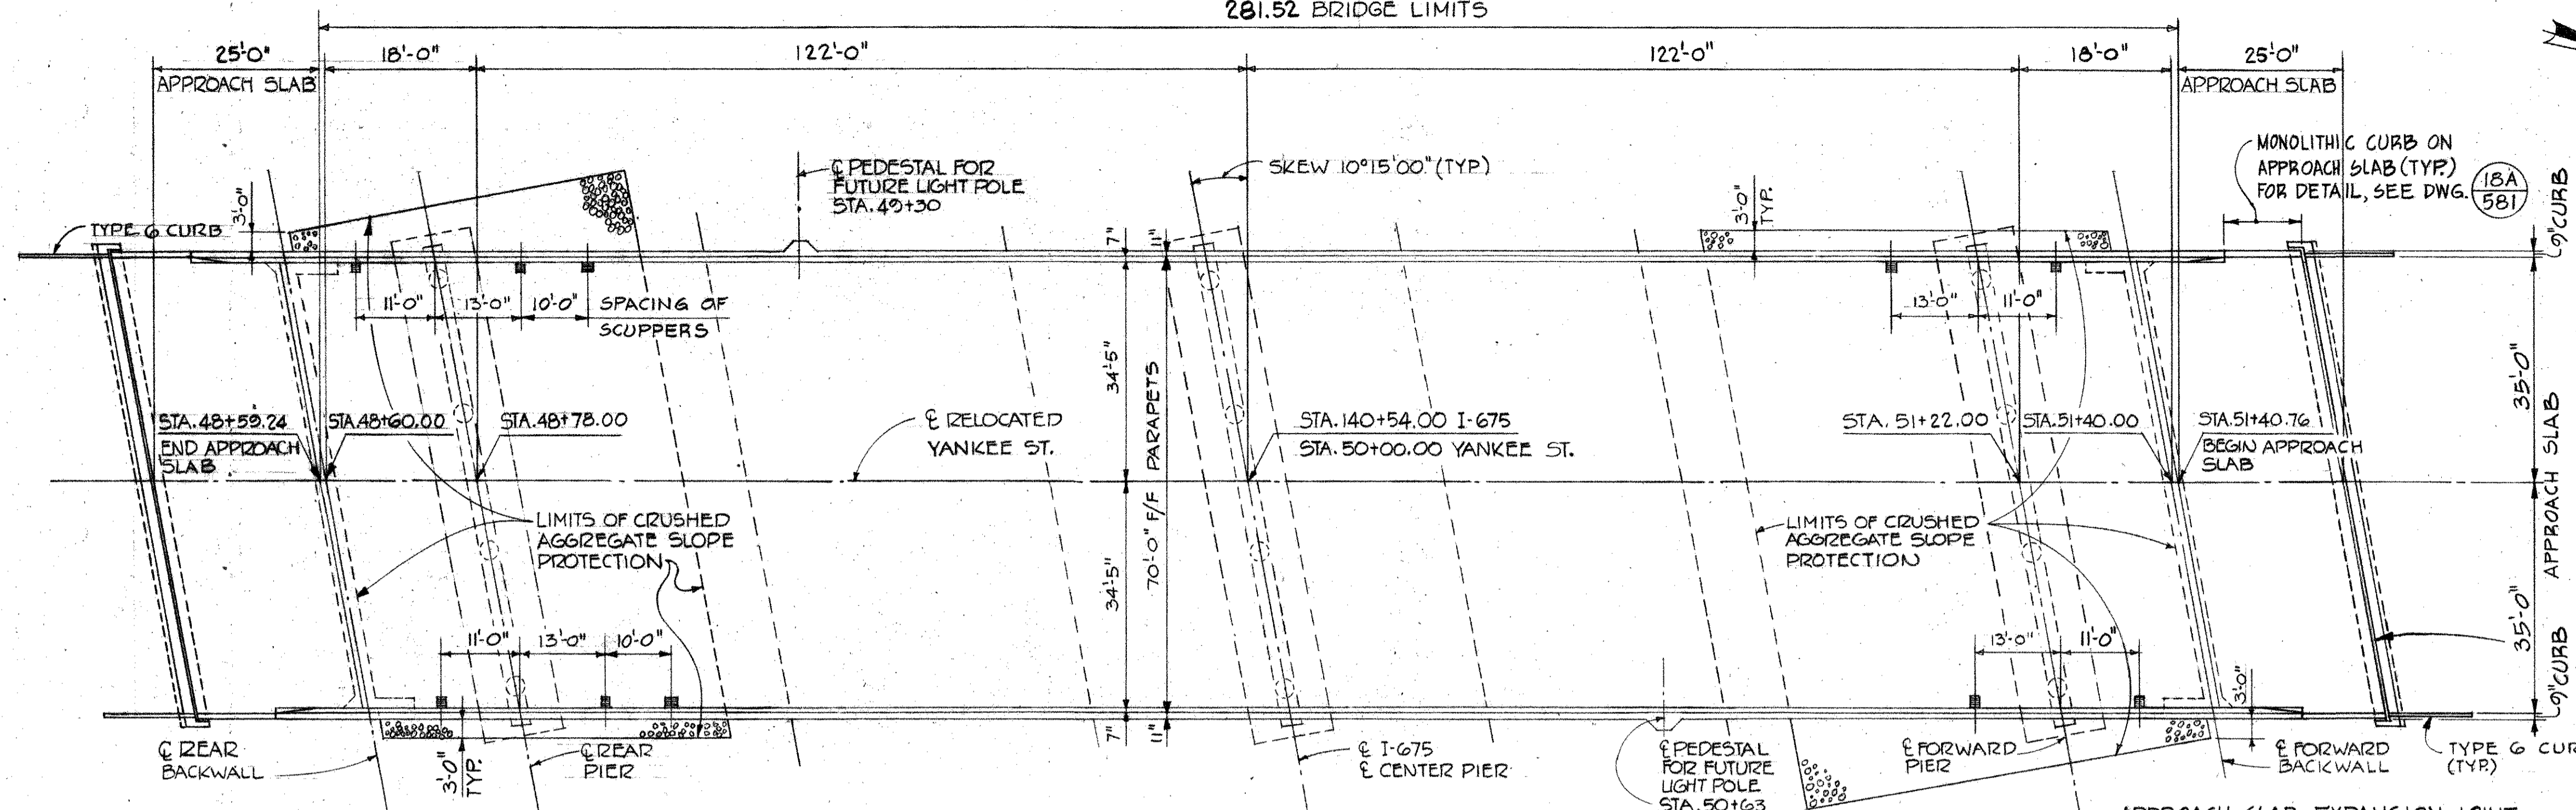 281.52 BRIDGE LIMITS
25'-0"
18'-0"
122'-0"
122'-0"
18'-0"
25'-0"
APPROACH SLAB
APPROACH SLAB
MONOLITHIC CURB ON
APPROACH SLAB (TYP.)
FOR DETAIL, SEE DWG.
18A
581
℄ PEDESTAL FOR
FUTURE LIGHT POLE
STA. 49+30
SKEW 10°15'00" (TYP.)
3'-0"
3'-0"
TYP.
TYPE 6 CURB
7"
11"
9" CURB
11'-0"
13'-0"
10'-0"
SPACING OF
SCUPPERS
13'-0"
11'-0"
34'-5"
70'-0" F/F PARAPETS
35'-0"
STA. 48+59.24
END APPROACH
SLAB
STA. 48+60.00
STA. 48+78.00
℄ RELOCATED
YANKEE ST.
STA. 140+54.00 I-675
STA. 50+00.00 YANKEE ST.
STA. 51+22.00
STA. 51+40.00
STA. 51+40.76
BEGIN APPROACH
SLAB
APPROACH SLAB
LIMITS OF CRUSHED
AGGREGATE SLOPE
PROTECTION
LIMITS OF CRUSHED
AGGREGATE SLOPE
PROTECTION
34'-5"
35'-0"
11'-0"
13'-0"
10'-0"
13'-0"
11'-0"
3'-0"
9" CURB
7"
11"
℄ REAR
BACKWALL
3'-0"
TYP.
℄ REAR
PIER
℄ I-675
℄ CENTER PIER
℄ PEDESTAL
FOR FUTURE
LIGHT POLE
STA. 50+63
℄ FORWARD
PIER
℄ FORWARD
BACKWALL
TYPE 6 CUR
(TYP.)
APPROACH SLAB EXPANSION JOINT